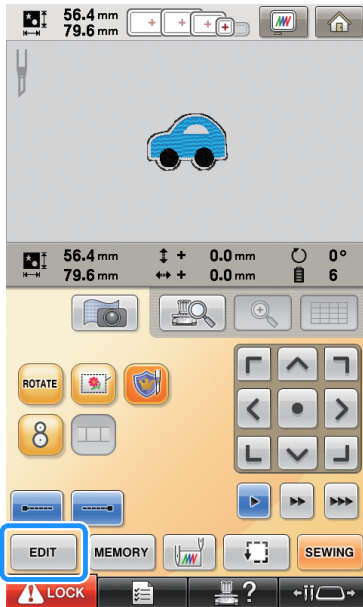 56.4 mm
79.6 mm
56.4 mm + 0.0 mm 0°
79.6 mm + 0.0 mm 6
ROTATE
8
EDIT MEMORY SEWING
LOCK ?